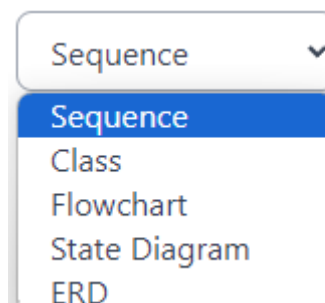 Sequence
Sequence
Class
Flowchart
State Diagram
ERD